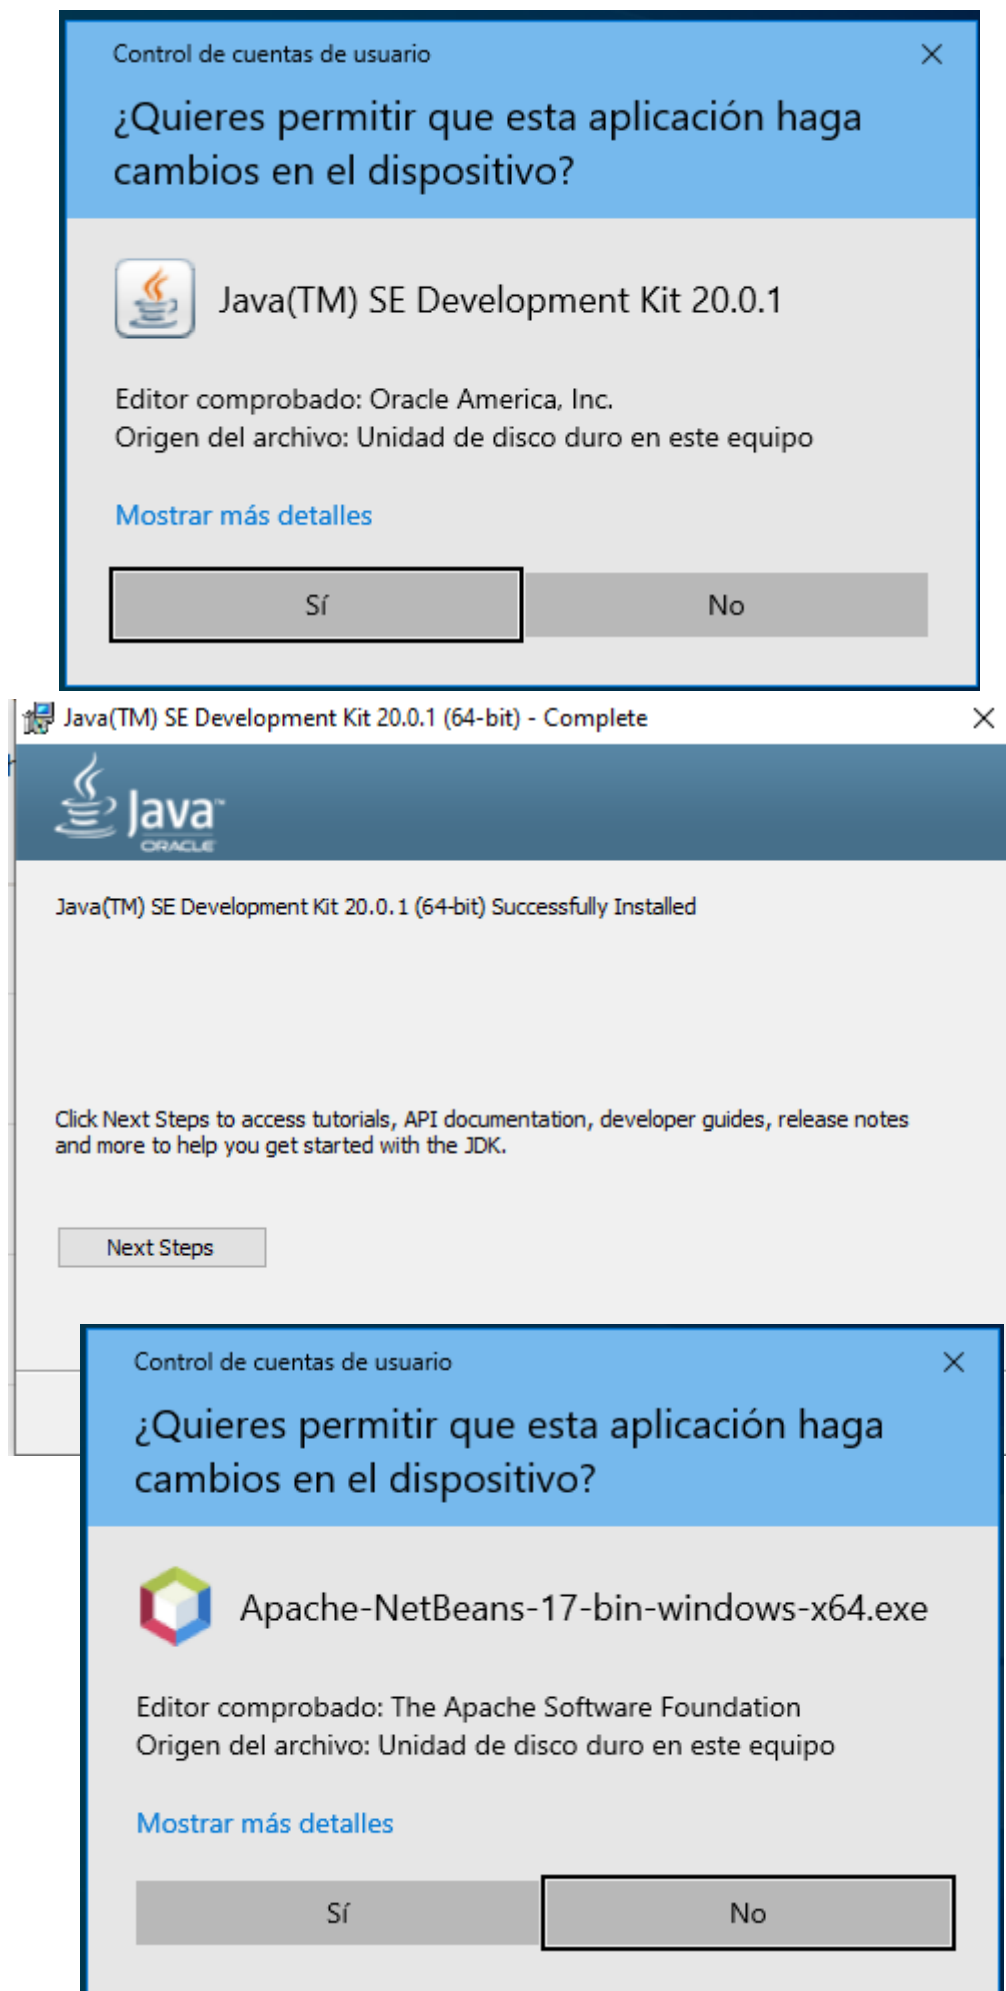 Control de cuentas de usuario
¿Quieres permitir que esta aplicación haga
cambios en el dispositivo?
Java(TM) SE Development Kit 20.0.1
Editor comprobado: Oracle America, Inc.
Origen del archivo: Unidad de disco duro en este equipo
Mostrar más detalles
Sí
No
Java(TM) SE Development Kit 20.0.1 (64-bit) - Complete
Java™
ORACLE
Java(TM) SE Development Kit 20.0.1 (64-bit) Successfully Installed
Click Next Steps to access tutorials, API documentation, developer guides, release notes
and more to help you get started with the JDK.
Next Steps
Control de cuentas de usuario
¿Quieres permitir que esta aplicación haga
cambios en el dispositivo?
Apache-NetBeans-17-bin-windows-x64.exe
Editor comprobado: The Apache Software Foundation
Origen del archivo: Unidad de disco duro en este equipo
Mostrar más detalles
Sí
No